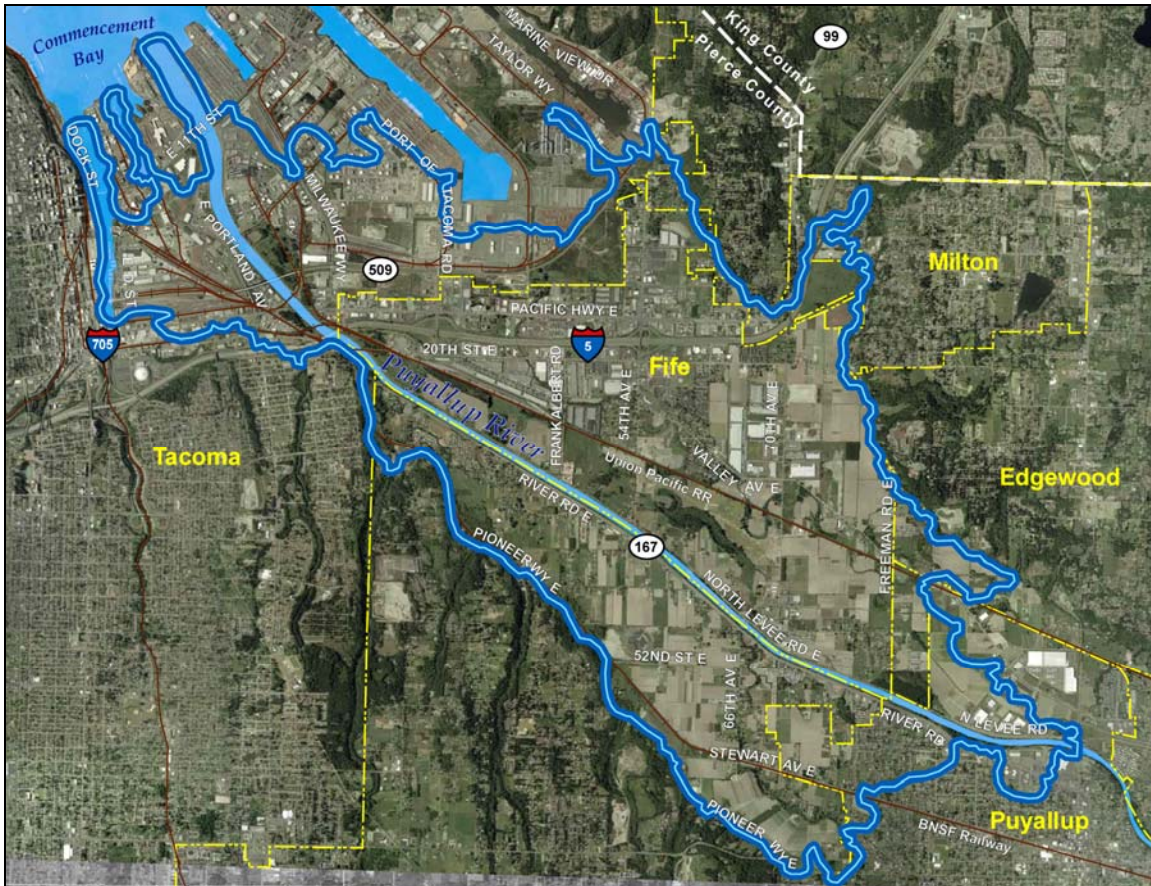 Commencement
Bay
MARINE VIEW DR
TAYLOR WY
King County
Pierce County
99
DOCK ST
E 11TH ST
PORT OF TACOMA RD
MILWAUKEE WY
E PORTLAND AV
D ST
509
Milton
PACIFIC HWY E
705
5
20TH ST E
Fife
Puyallup River
FRANK ALBERT RD
54TH AV E
70TH AV E
VALLEY AV E
Tacoma
Union Pacific RR
Edgewood
RIVER RD E
FREEMAN RD E
PIONEER WY E
167
NORTH LEVEE RD E
52ND ST E
66TH AV E
N LEVEE RD
RIVER RD
STEWART AV E
PIONEER WY E
Puyallup
BNSF Railway